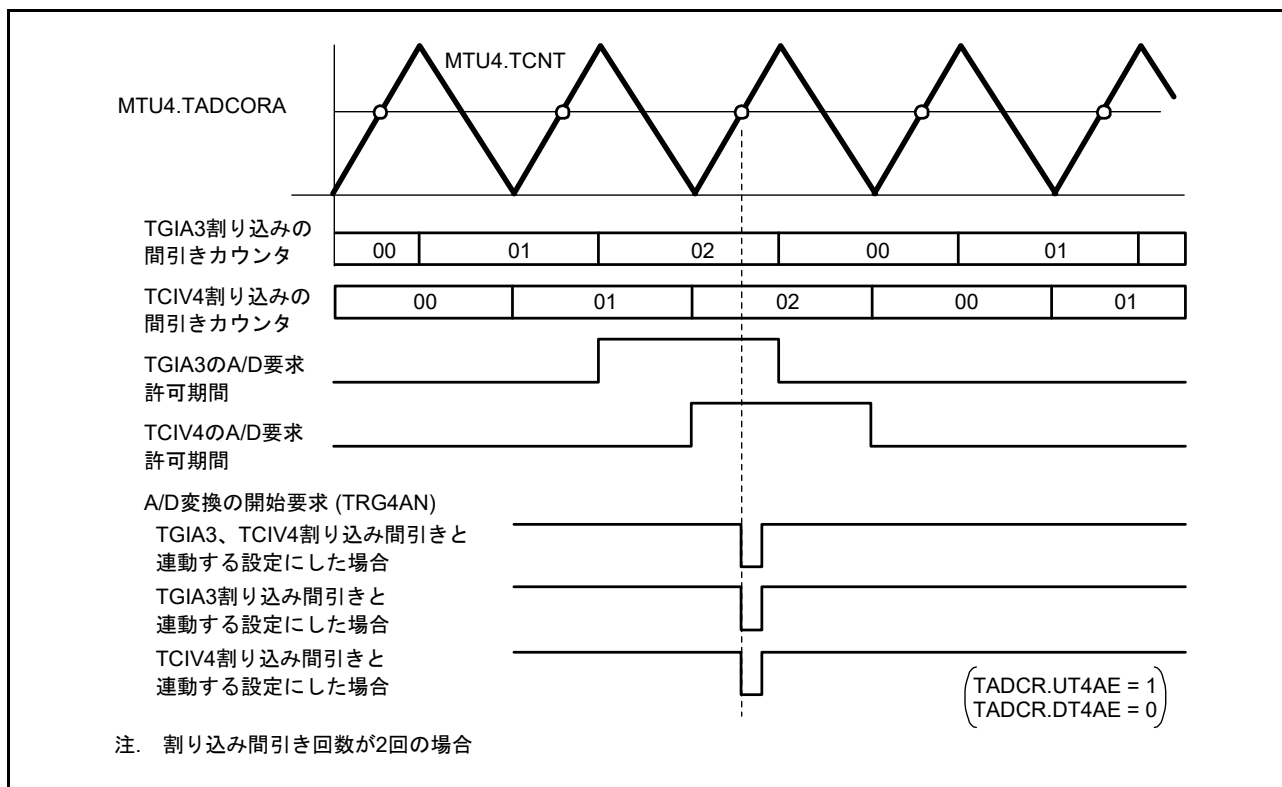 MTU4.TCNT
MTU4.TADCORA
TGIA3割り込みの
間引きカウンタ
00 01 02 00 01
TCIV4割り込みの
間引きカウンタ
00 01 02 00 01
TGIA3のA/D要求
許可期間
TCIV4のA/D要求
許可期間
A/D変換の開始要求 (TRG4AN)
TGIA3、TCIV4割り込み間引きと
連動する設定にした場合
TGIA3割り込み間引きと
連動する設定にした場合
TCIV4割り込み間引きと
連動する設定にした場合
TADCR.UT4AE = 1
TADCR.DT4AE = 0
注. 割り込み間引き回数が2回の場合